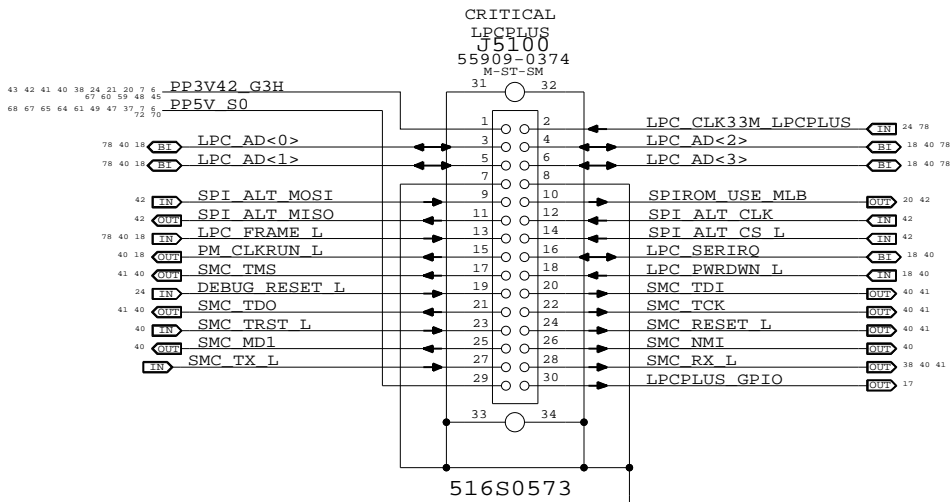 CRITICAL
LPCPLUS
J5100
55909-0374
M-ST-SM
31 32
43 42 41 40 38 24 21 20 7 6 PP3V42_G3H
67 60 59 48 45
68 67 65 64 61 49 47 37 7 6 PP5V_S0
72 70
1 2 LPC_CLK33M_LPCPLUS IN 24 78
78 40 18 BI LPC_AD<0> 3 4 LPC_AD<2> BI 18 40 78
78 40 18 BI LPC_AD<1> 5 6 LPC_AD<3> BI 18 40 78
7 8
42 IN SPI_ALT_MOSI 9 10 SPIROM_USE_MLB OUT 20 42
42 OUT SPI_ALT_MISO 11 12 SPI_ALT_CLK IN 42
78 40 18 IN LPC_FRAME_L 13 14 SPI_ALT_CS_L IN 42
40 18 OUT PM_CLKRUN_L 15 16 LPC_SERIRQ BI 18 40
41 40 OUT SMC_TMS 17 18 LPC_PWRDWN_L IN 18 40
24 IN DEBUG_RESET_L 19 20 SMC_TDI OUT 40 41
41 40 OUT SMC_TDO 21 22 SMC_TCK OUT 40 41
40 IN SMC_TRST_L 23 24 SMC_RESET_L OUT 40 41
40 OUT SMC_MD1 25 26 SMC_NMI OUT 40
IN SMC_TX_L 27 28 SMC_RX_L OUT 38 40 41
29 30 LPCPLUS_GPIO OUT 17
33 34
516S0573